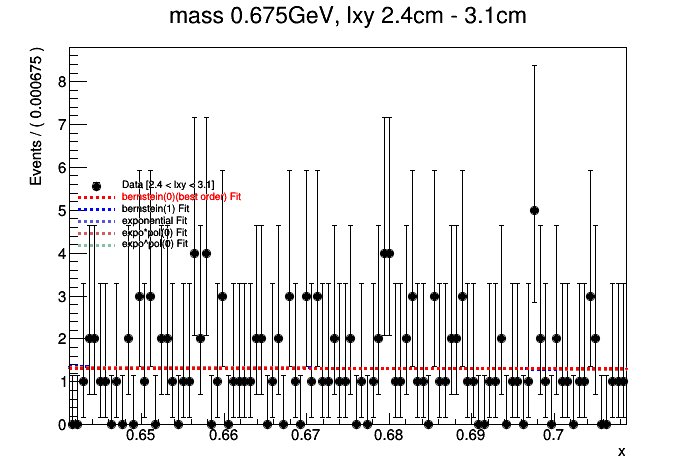 mass 0.675GeV, lxy 2.4cm - 3.1cm
Events / ( 0.000675 )
8
7
6
5
4
3
2
1
0
Data [2.4 < lxy < 3.1]
bernstein(0)(best order) Fit
bernstein(1) Fit
exponential Fit
expo*pol(0) Fit
expo^pol(0) Fit
0.65 0.66 0.67 0.68 0.69 0.7
x